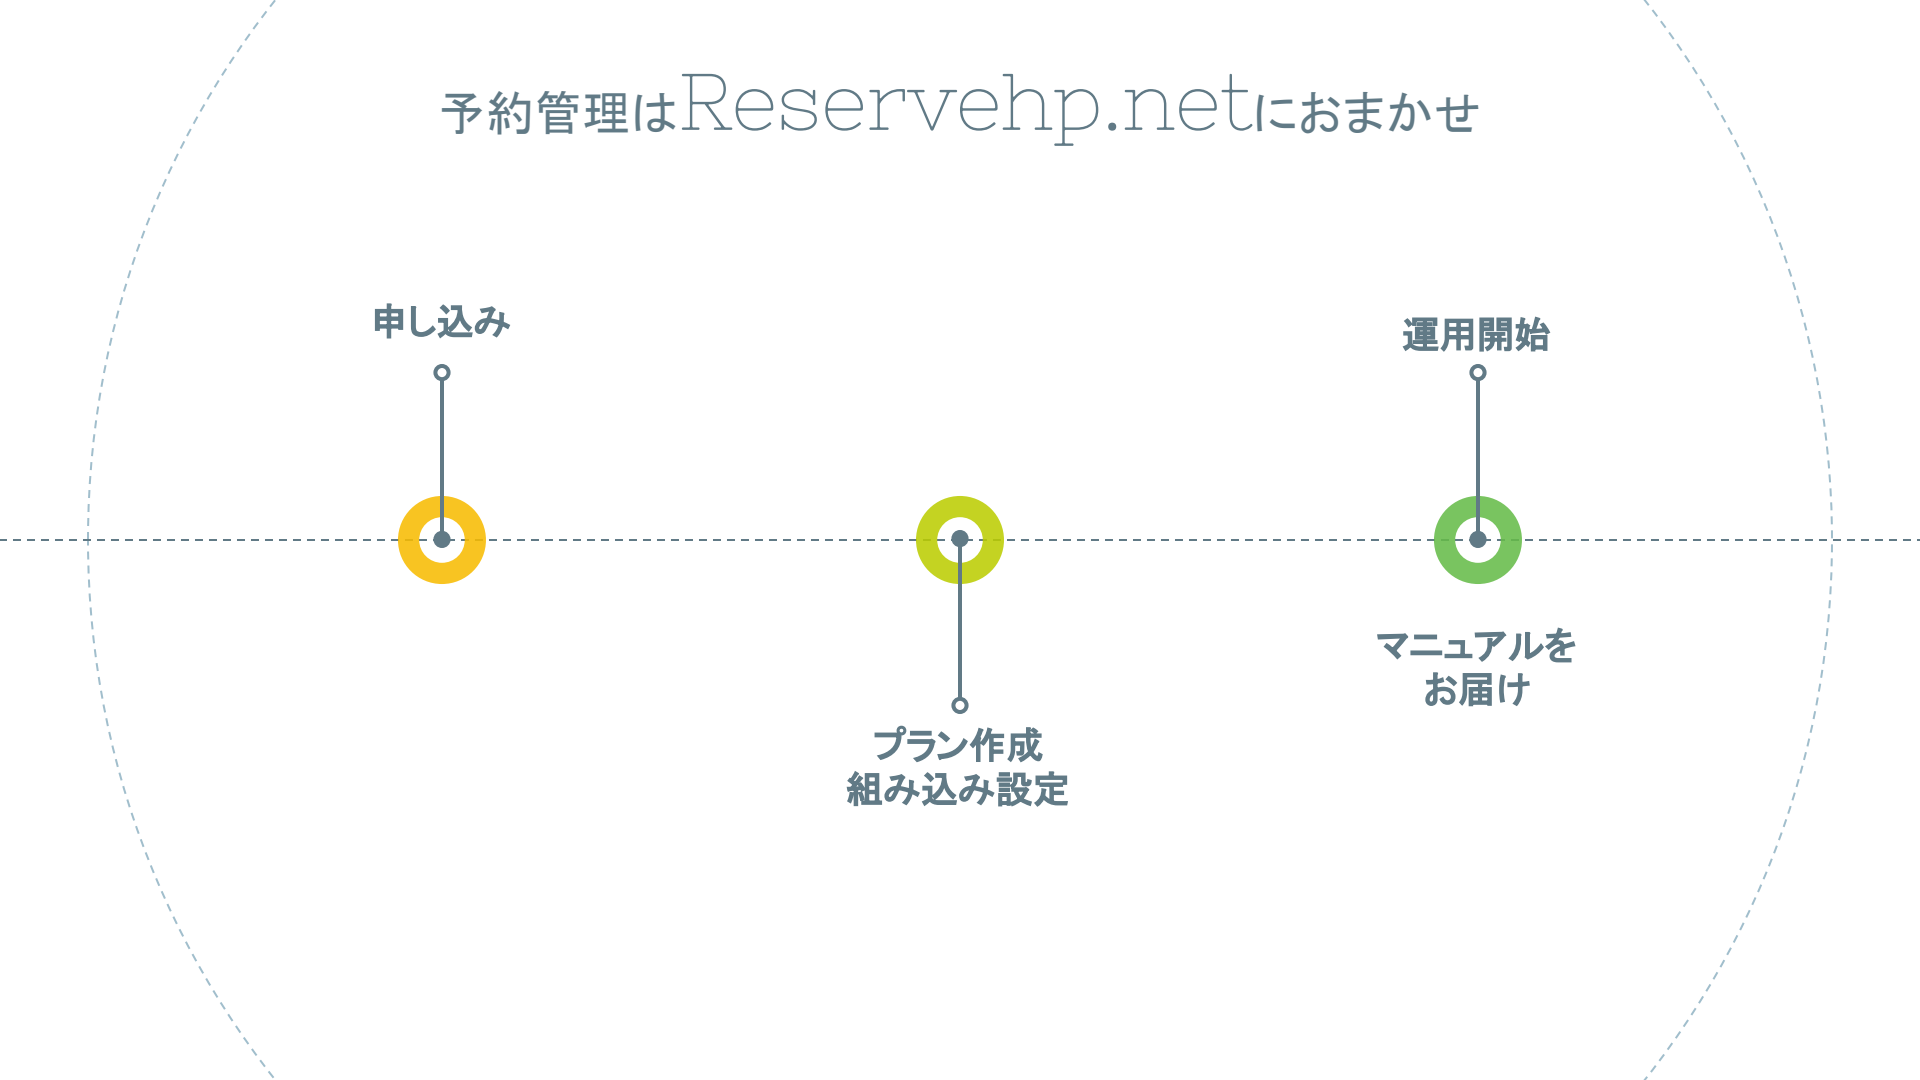 予約管理はReservehp.netにおまかせ
申し込み
プラン作成
組み込み設定
運用開始
マニュアルを
お届け